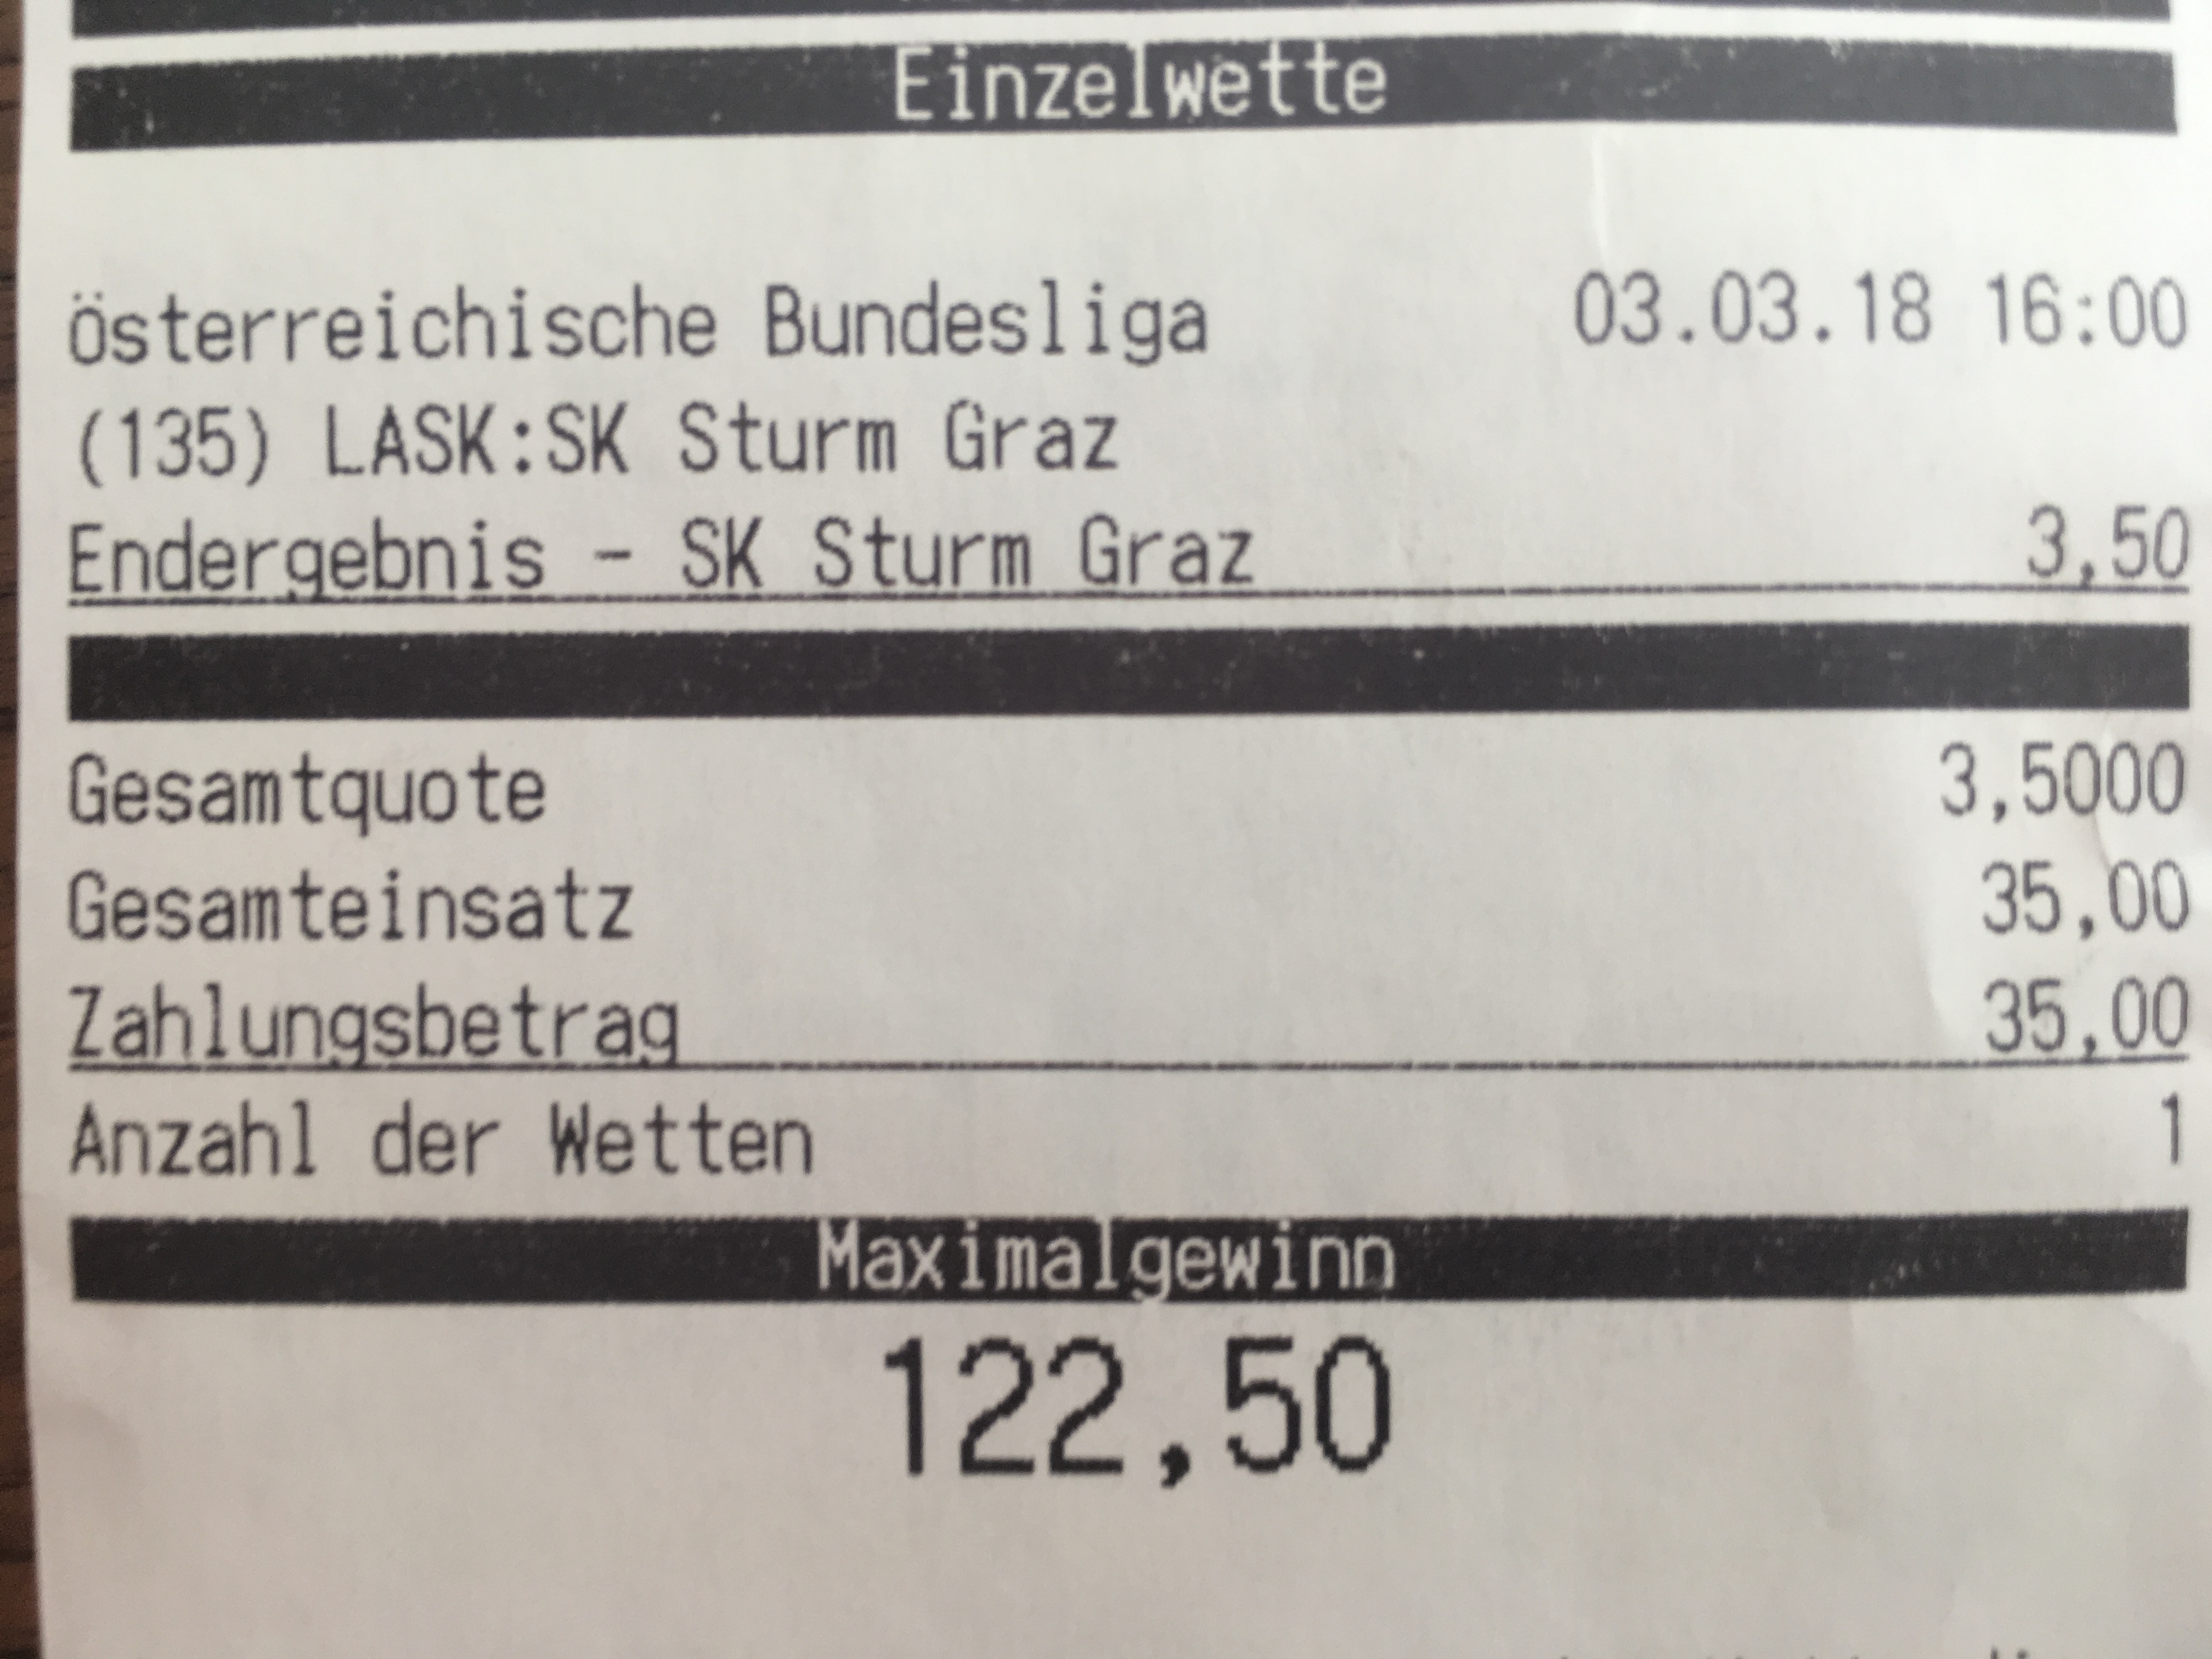 Einzelwette
österreichische Bundesliga 03.03.18 16:00
(135) LASK:SK Sturm Graz
Endergebnis - SK Sturm Graz 3,50
Gesamtquote 3,5000
Gesamteinsatz 35,00
Zahlungsbetrag 35,00
Anzahl der Wetten 1
Maximalgewinn
122,50